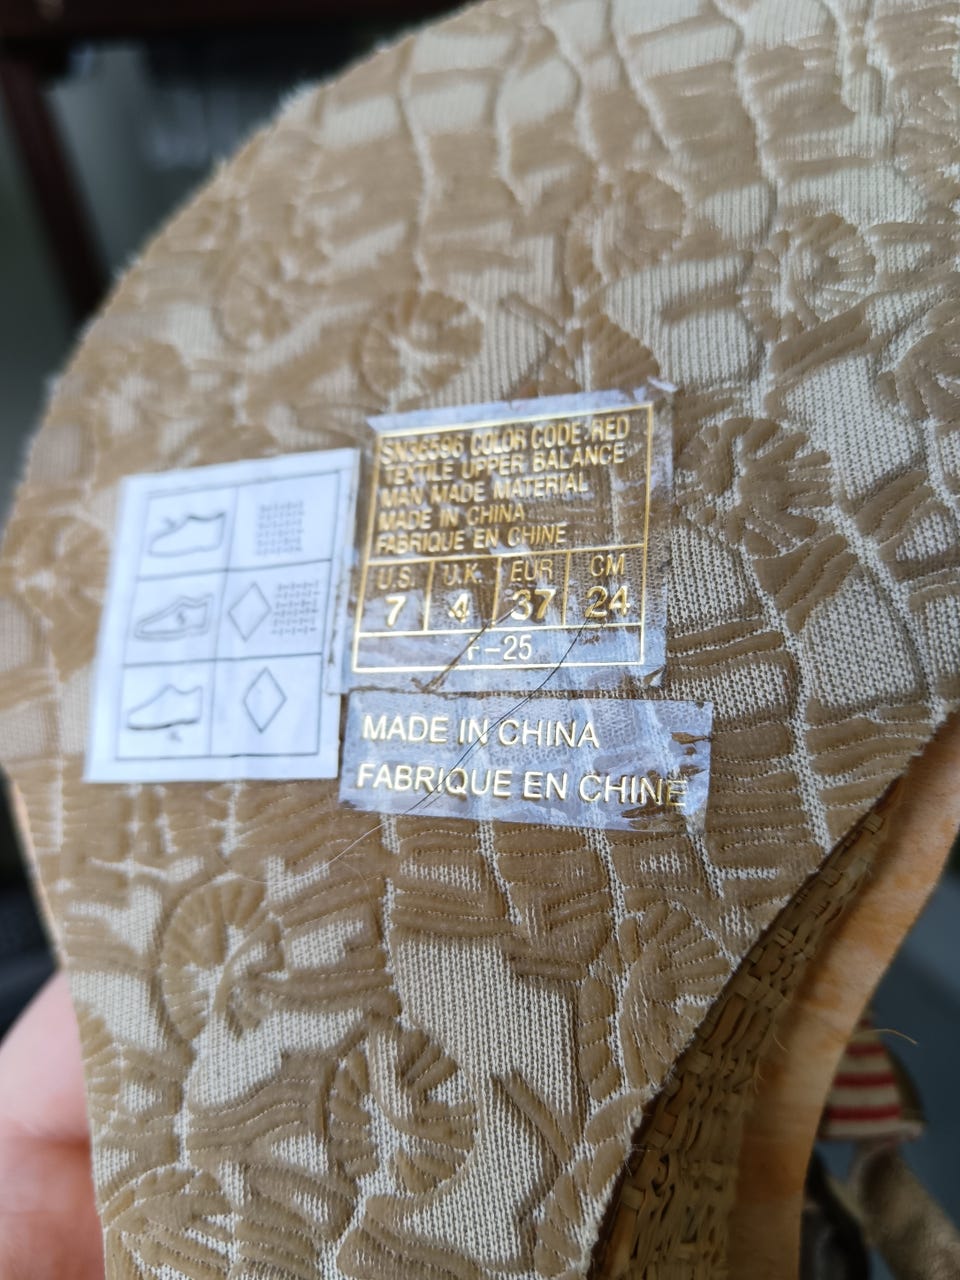 SN36596 COLOR CODE:RED
TEXTILE UPPER BALANCE
MAN MADE MATERIAL
MADE IN CHINA
FABRIQUE EN CHINE
U.S. U.K. EUR CM
7 4 37 24
F-25
MADE IN CHINA
FABRIQUE EN CHINE